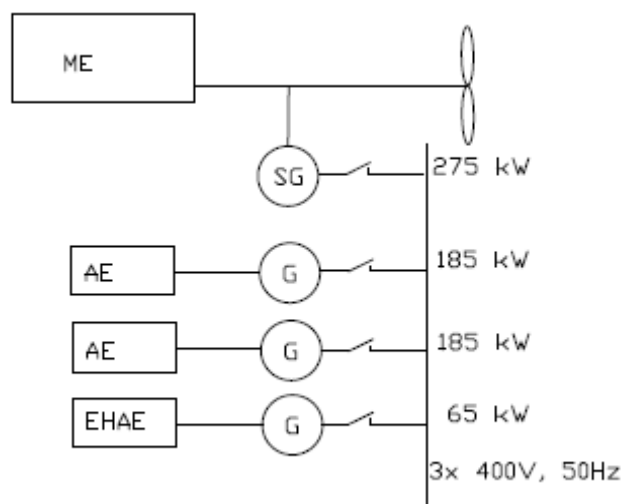 ME
SG 275 kW
AE G 185 kW
AE G 185 kW
EHAE G 65 kW
3x 400V, 50Hz